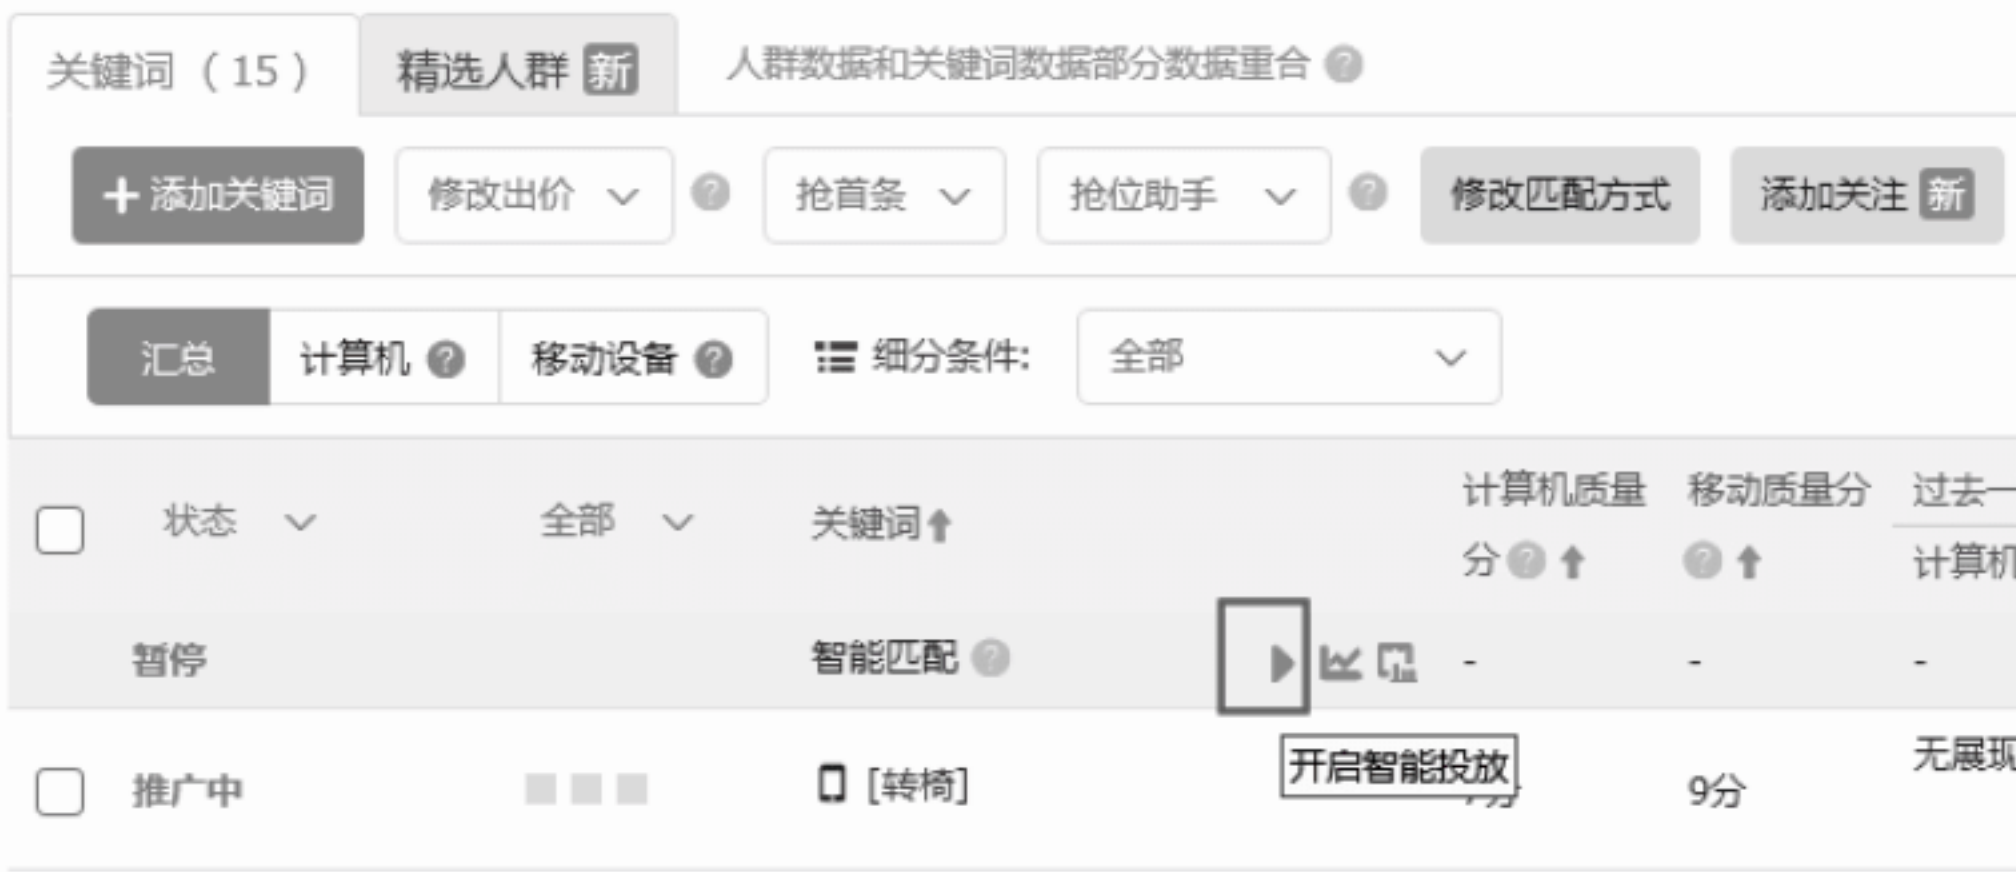 关键词（15）  精选人群 新  人群数据和关键词数据部分数据重合
添加关键词  修改出价  抢首条  抢位助手  修改匹配方式  添加关注 新
汇总  计算机  移动设备  细分条件:  全部
状态  全部  关键词  计算机质量分  移动质量分  过去一
计算机
暂停  智能匹配  -  -  -
开启智能投放
推广中  [转椅]  9分  无展现